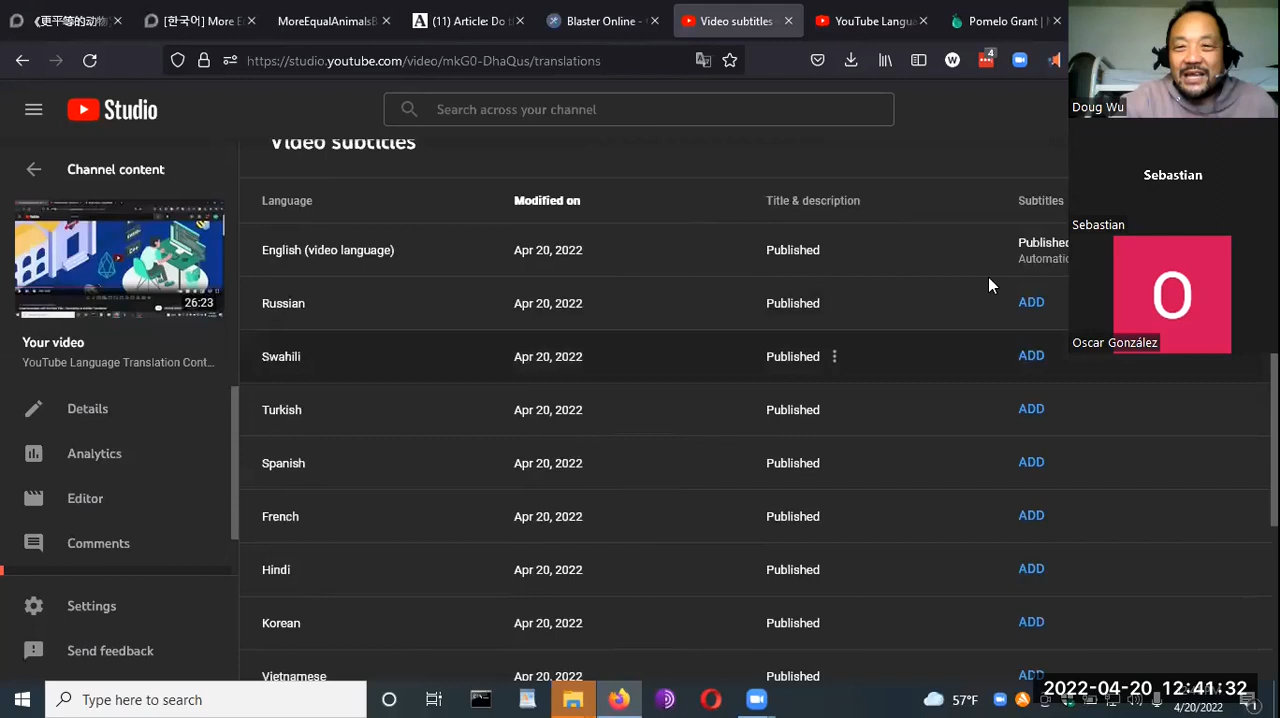 《更平等的动物
[한국어] More E
MoreEqualAnimalsB
(11) Article: Do t
Blaster Online -
Video subtitles
YouTube Langua
Pomelo Grant |
https://studio.youtube.com/video/mkG0-DhaQus/translations
4
Studio
Search across your channel
Doug Wu
Sebastian
Sebastian
Oscar González
Channel content
26:23
Your video
YouTube Language Translation Cont...
Details
Analytics
Editor
Comments
Settings
Send feedback
Video subtitles
Language
Modified on
Title & description
Subtitles
English (video language)
Apr 20, 2022
Published
Published
Automatic
Russian
Apr 20, 2022
Published
ADD
Swahili
Apr 20, 2022
Published
ADD
Turkish
Apr 20, 2022
Published
ADD
Spanish
Apr 20, 2022
Published
ADD
French
Apr 20, 2022
Published
ADD
Hindi
Apr 20, 2022
Published
ADD
Korean
Apr 20, 2022
Published
ADD
Vietnamese
Apr 20, 2022
Published
ADD
Type here to search
57°F
2022-04-20 12:41:32
4/20/2022
1